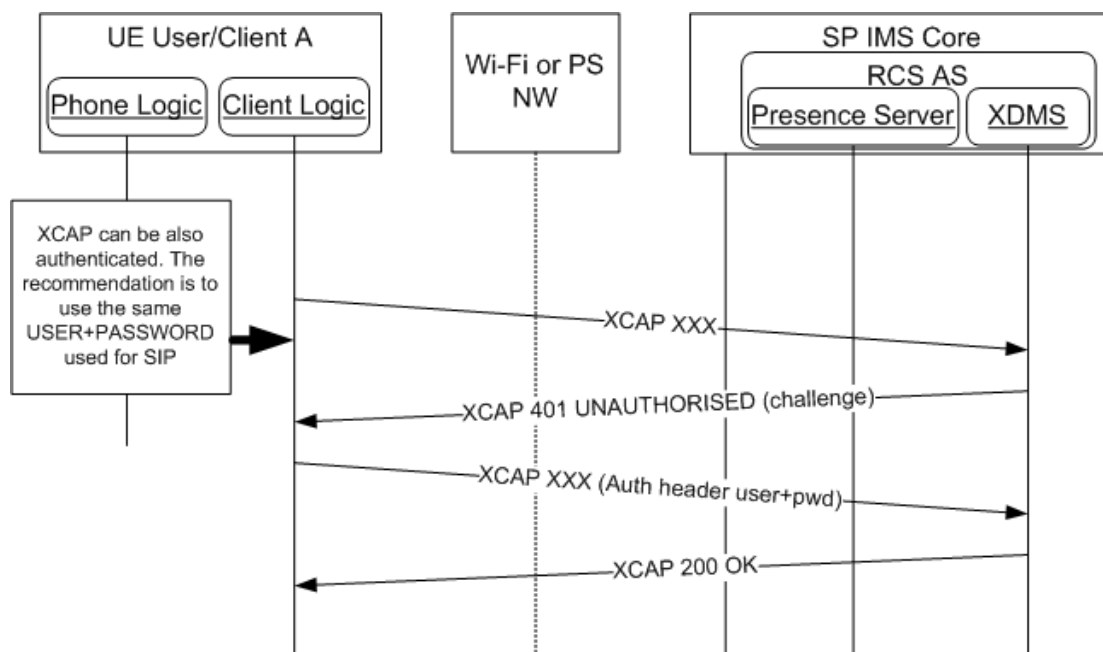 UE User/Client A
Phone Logic
Client Logic
Wi-Fi or PS
NW
SP IMS Core
RCS AS
Presence Server
XDMS
XCAP can be also
authenticated. The
recommendation is to
use the same
USER+PASSWORD
used for SIP
XCAP XXX
XCAP 401 UNAUTHORISED (challenge)
XCAP XXX (Auth header user+pwd)
XCAP 200 OK